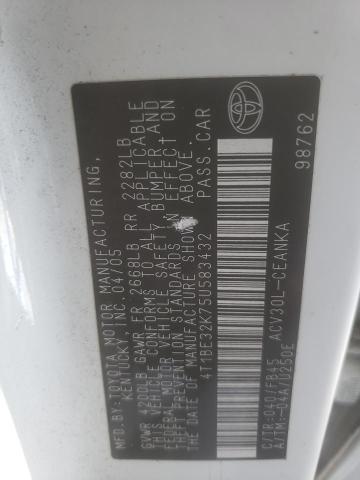 MFD.BY:TOYOTA MOTOR MANUFACTURING,
KENTUCKY, INC. 04/05
GVWR 4200LB GAWR FR 2668LB RR 2282LB
THIS VEHICLE CONFORMS TO ALL APPLICABLE
FEDERAL MOTOR VEHICLE SAFETY BUMPER, AND
THEFT PREVENTION STANDARDS IN EFFECT ON
THE DATE OF MANUFACTURE SHOWN ABOVE.
4T1BE32K75U583432 PASS.CAR
C/TR:040/FB45 ACV30L-CEANKA
A/TM:-04A/U250E 98762